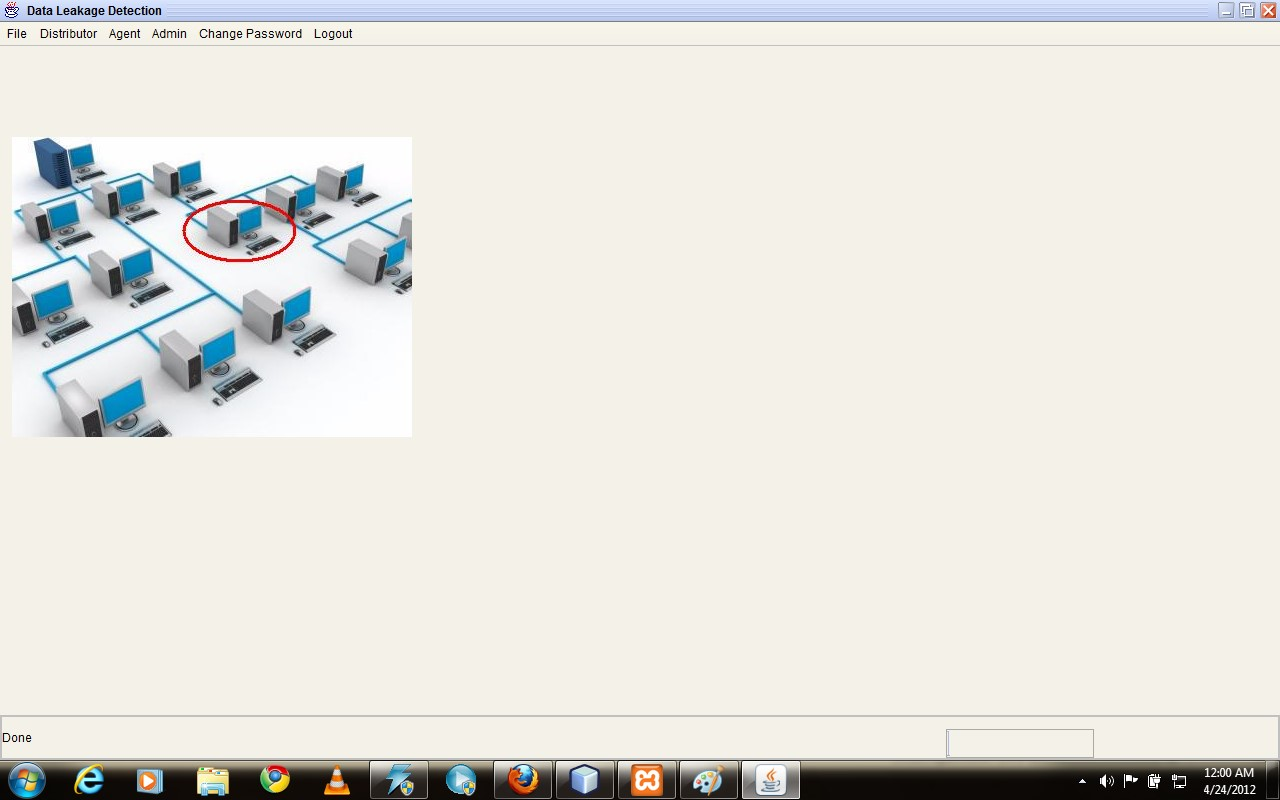 Data Leakage Detection
File Distributor Agent Admin Change Password Logout
Done
12:00 AM
4/24/2012